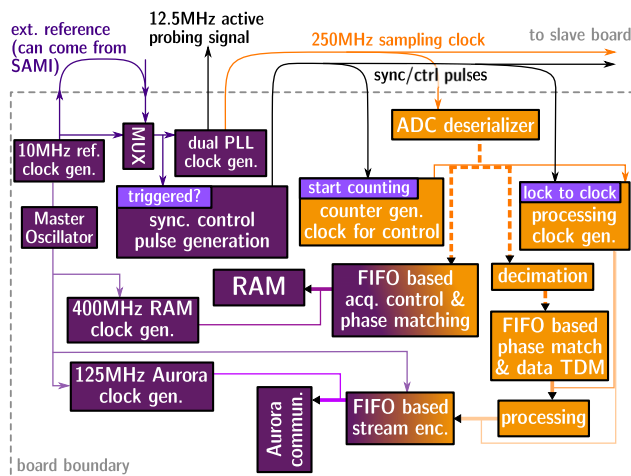 ext. reference
(can come from
SAMI)
12.5MHz active
probing signal
250MHz sampling clock
to slave board
sync/ctrl pulses
10MHz ref.
clock gen.
MUX
dual PLL
clock gen.
ADC deserializer
triggered?
sync. control
pulse generation
start counting
counter gen.
clock for control
lock to clock
processing
clock gen.
Master
Oscillator
RAM
FIFO based
acq. control &
phase matching
decimation
400MHz RAM
clock gen.
FIFO based
phase match
& data TDM
125MHz Aurora
clock gen.
Aurora
commun.
FIFO based
stream enc.
processing
board boundary